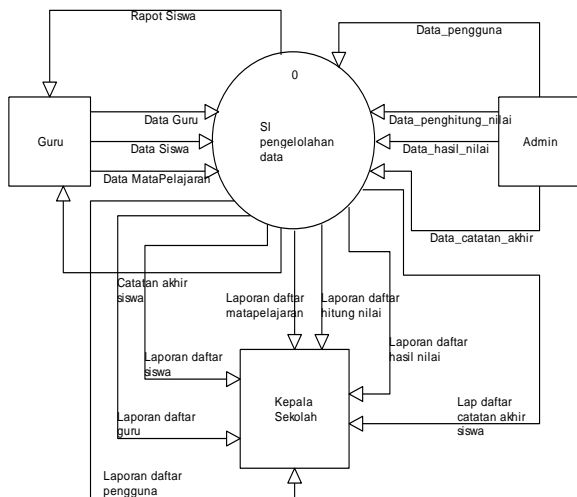 Rapot Siswa
Data_pengguna
0
Guru
Data Guru
Data Siswa
Data MataPelajaran
SI
pengelolahan
data
Data_penghitung_nilai
Data_hasil_nilai
Admin
Data_catatan_akhir
Catatan akhir
siswa
Laporan daftar
matapelajaran
Laporan daftar
hitung nilai
Laporan daftar
hasil nilai
Laporan daftar
siswa
Kepala
Sekolah
Lap daftar
catatan akhir
siswa
Laporan daftar
guru
Laporan daftar
pengguna